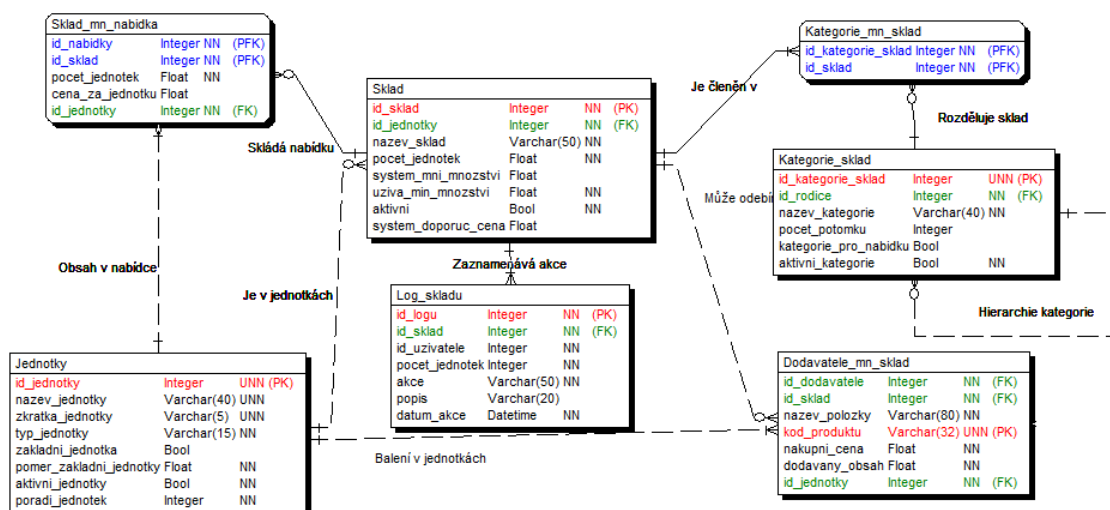 Sklad_mn_nabidka
id_nabidky Integer NN (PFK)
id_sklad Integer NN (PFK)
pocet_jednotek Float NN
cena_za_jednotku Float
id_jednotky Integer NN (FK)
Kategorie_mn_sklad
id_kategorie_sklad Integer NN (PFK)
id_sklad Integer NN (PFK)
Sklad
id_sklad Integer NN (PK)
id_jednotky Integer NN (FK)
nazev_sklad Varchar(50) NN
pocet_jednotek Float NN
system_mni_mnozstvi Float
uziva_min_mnozstvi Float NN
aktivni Bool NN
system_doporuc_cena Float
Je členěn v
Skládá nabídku
Rozděluje sklad
Může odebí
Kategorie_sklad
id_kategorie_sklad Integer UNN (PK)
id_rodice Integer NN (FK)
nazev_kategorie Varchar(40) NN
pocet_potomku Integer
kategorie_pro_nabidku Bool
aktivni_kategorie Bool NN
Obsah v nabídce
Je v jednotkách
Zaznamenává akce
Hierarchie kategorie
Log_skladu
id_logu Integer NN (PK)
id_sklad Integer NN (FK)
id_uzivatele Integer NN
pocet_jednotek Integer NN
akce Varchar(50) NN
popis Varchar(20)
datum_akce Datetime NN
Jednotky
id_jednotky Integer UNN (PK)
nazev_jednotky Varchar(40) UNN
zkratka_jednotky Varchar(5) UNN
typ_jednotky Varchar(15) NN
zakladni_jednotka Bool
pomer_zakladni_jednotky Float NN
aktivni_jednotky Bool NN
poradi_jednotek Integer NN
Balení v jednotkách
Dodavatele_mn_sklad
id_dodavatele Integer NN (FK)
id_sklad Integer NN (FK)
nazev_polozky Varchar(80) NN
kod_produktu Varchar(32) UNN (PK)
nakupni_cena Float NN
dodavany_obsah Float NN
id_jednotky Integer NN (FK)